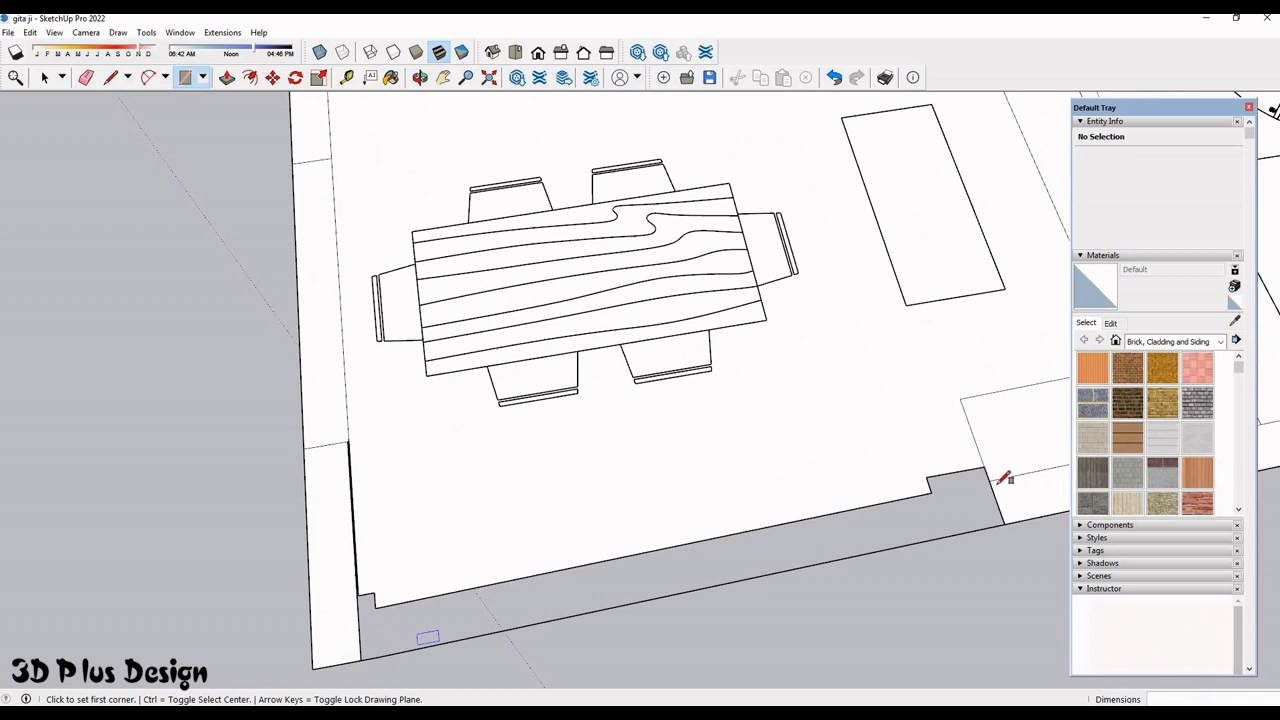 gita ji - SketchUp Pro 2022
File Edit View Camera Draw Tools Window Extensions Help
J F M A M J J A S O N D 06:42 AM Noon 04:46 PM
Default Tray
Entity Info
No Selection
Materials
Default
Select Edit
Brick, Cladding and Siding
Components
Styles
Tags
Shadows
Scenes
Instructor
3D Plus Design
Click to set first corner. | Ctrl = Toggle Select Center. | Arrow Keys = Toggle Lock Drawing Plane.
Dimensions